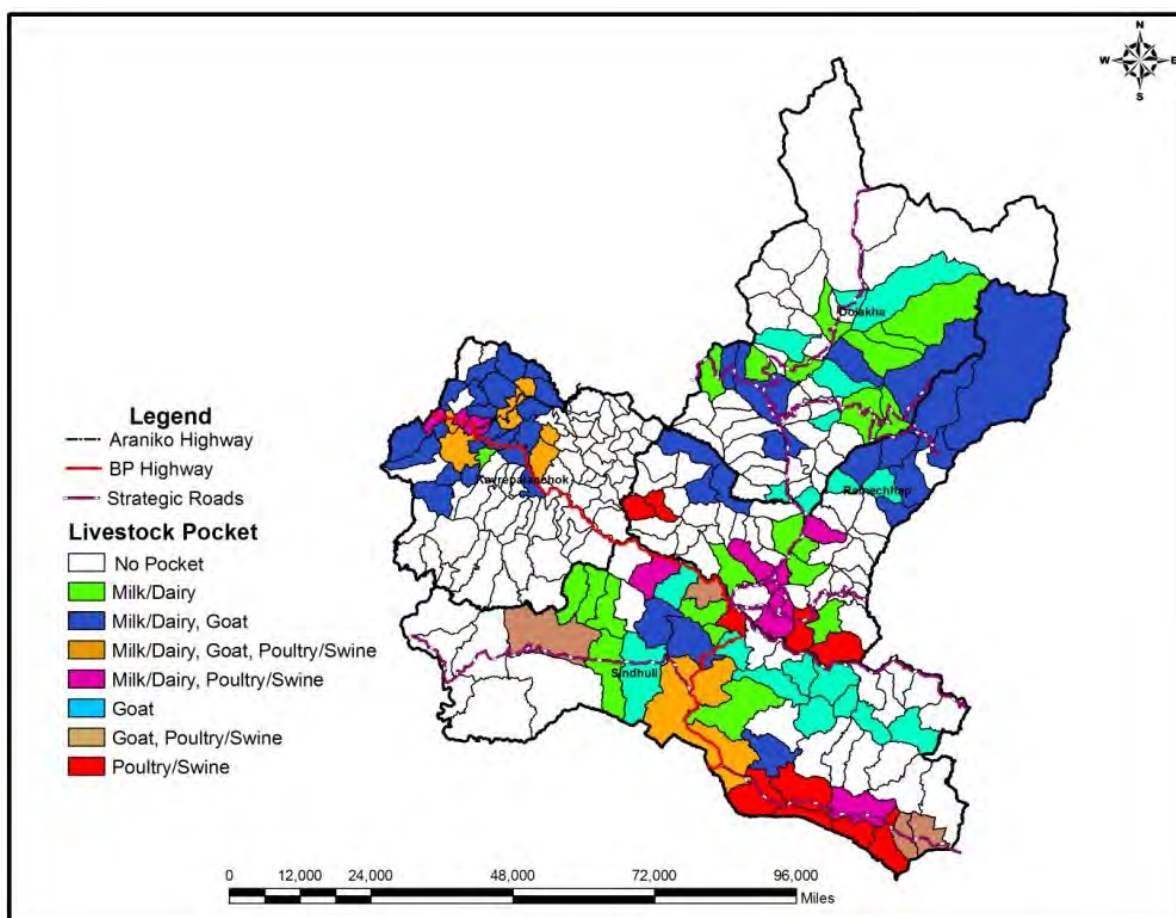 N
W E
S
Dolakha
Kavrepalanchok
Ramechhap
Sindhuli
Legend
Araniko Highway
BP Highway
Strategic Roads
Livestock Pocket
No Pocket
Milk/Dairy
Milk/Dairy, Goat
Milk/Dairy, Goat, Poultry/Swine
Milk/Dairy, Poultry/Swine
Goat
Goat, Poultry/Swine
Poultry/Swine
0 12,000 24,000 48,000 72,000 96,000
Miles